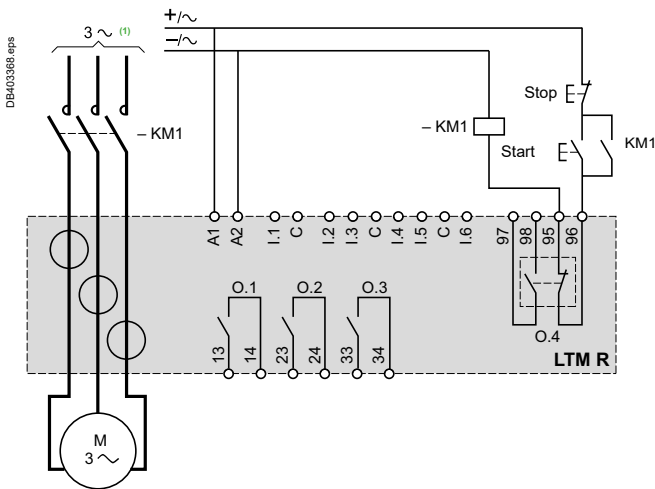 DB403368.eps
3 ~ (1)
+/~
–/~
– KM1
– KM1
Stop
Start
KM1
A1
A2
I.1
C
I.2
I.3
C
I.4
I.5
C
I.6
97
98
95
96
O.1
O.2
O.3
13
14
23
24
33
34
O.4
LTM R
M
3 ~